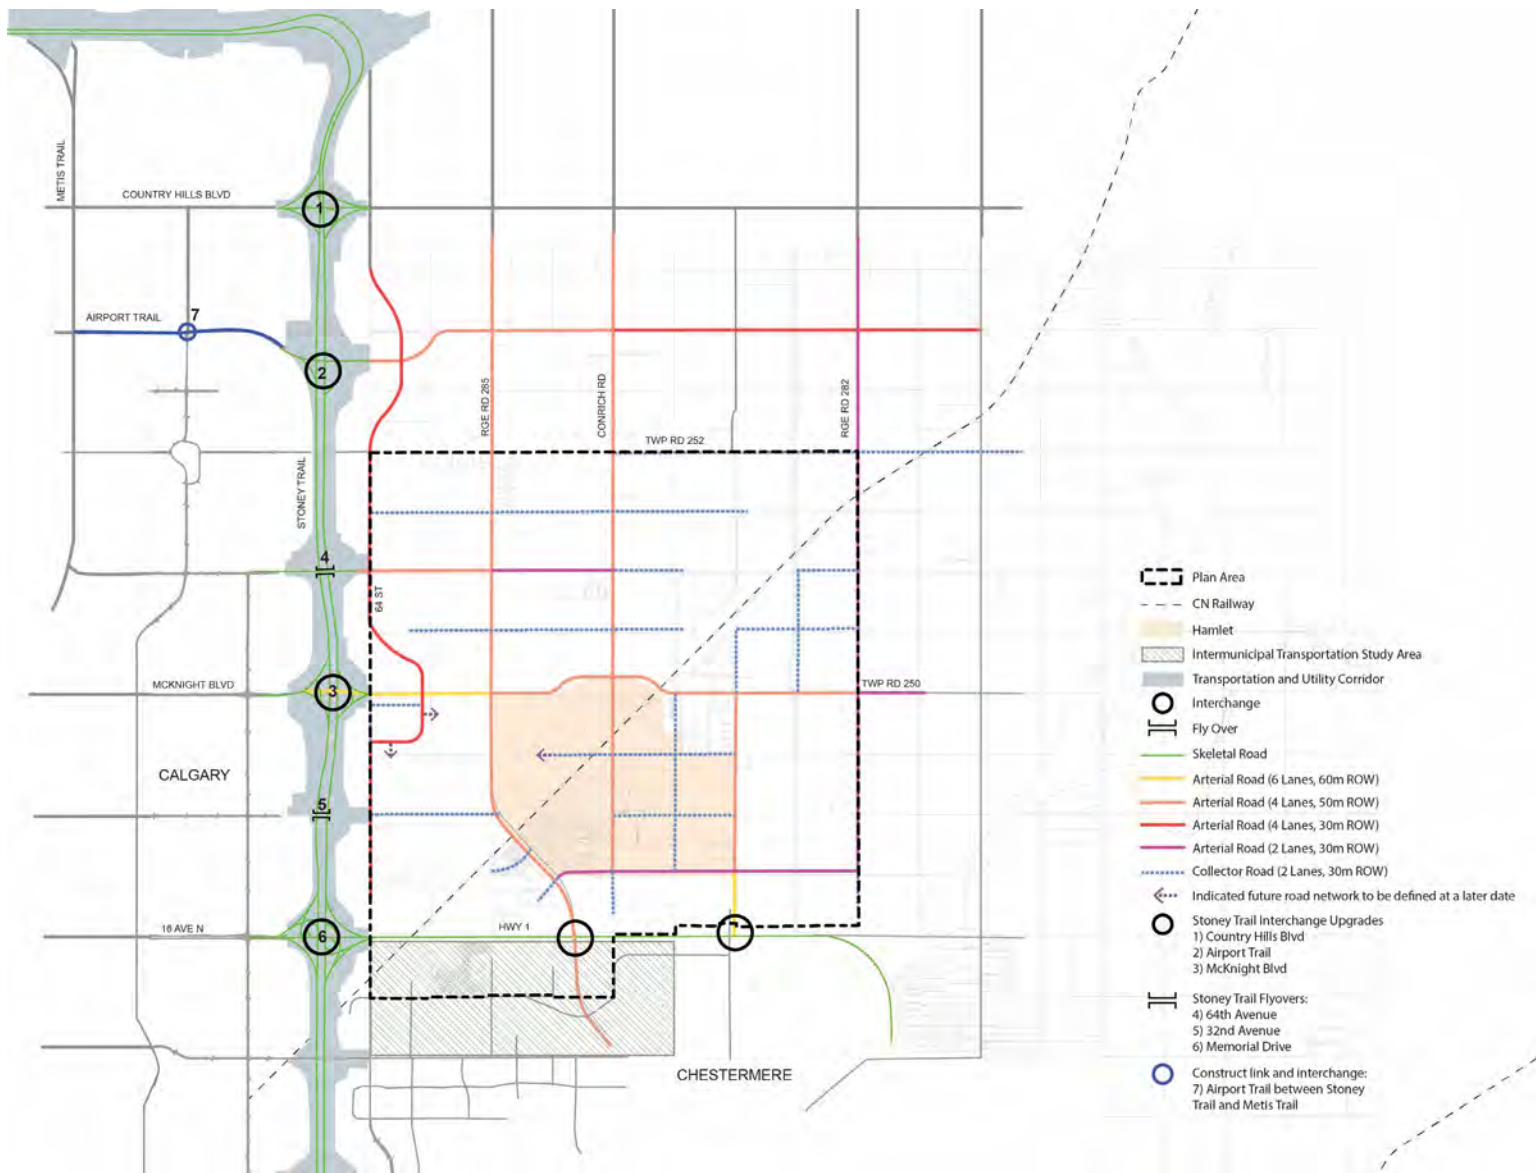 METIS TRAIL
COUNTRY HILLS BLVD
1
AIRPORT TRAIL
7
2
RGE RD 285
CONRICH RD
RGE RD 282
TWP RD 252
STONEY TRAIL
4
64 ST
MCKNIGHT BLVD
3
TWP RD 250
CALGARY
5
16 AVE N
6
HWY 1
CHESTERMERE
Plan Area
CN Railway
Hamlet
Intermunicipal Transportation Study Area
Transportation and Utility Corridor
Interchange
Fly Over
Skeletal Road
Arterial Road (6 Lanes, 60m ROW)
Arterial Road (4 Lanes, 50m ROW)
Arterial Road (4 Lanes, 30m ROW)
Arterial Road (2 Lanes, 30m ROW)
Collector Road (2 Lanes, 30m ROW)
Indicated future road network to be defined at a later date
Stoney Trail Interchange Upgrades
1) Country Hills Blvd
2) Airport Trail
3) McKnight Blvd
Stoney Trail Flyovers:
4) 64th Avenue
5) 32nd Avenue
6) Memorial Drive
Construct link and interchange:
7) Airport Trail between Stoney
Trail and Metis Trail